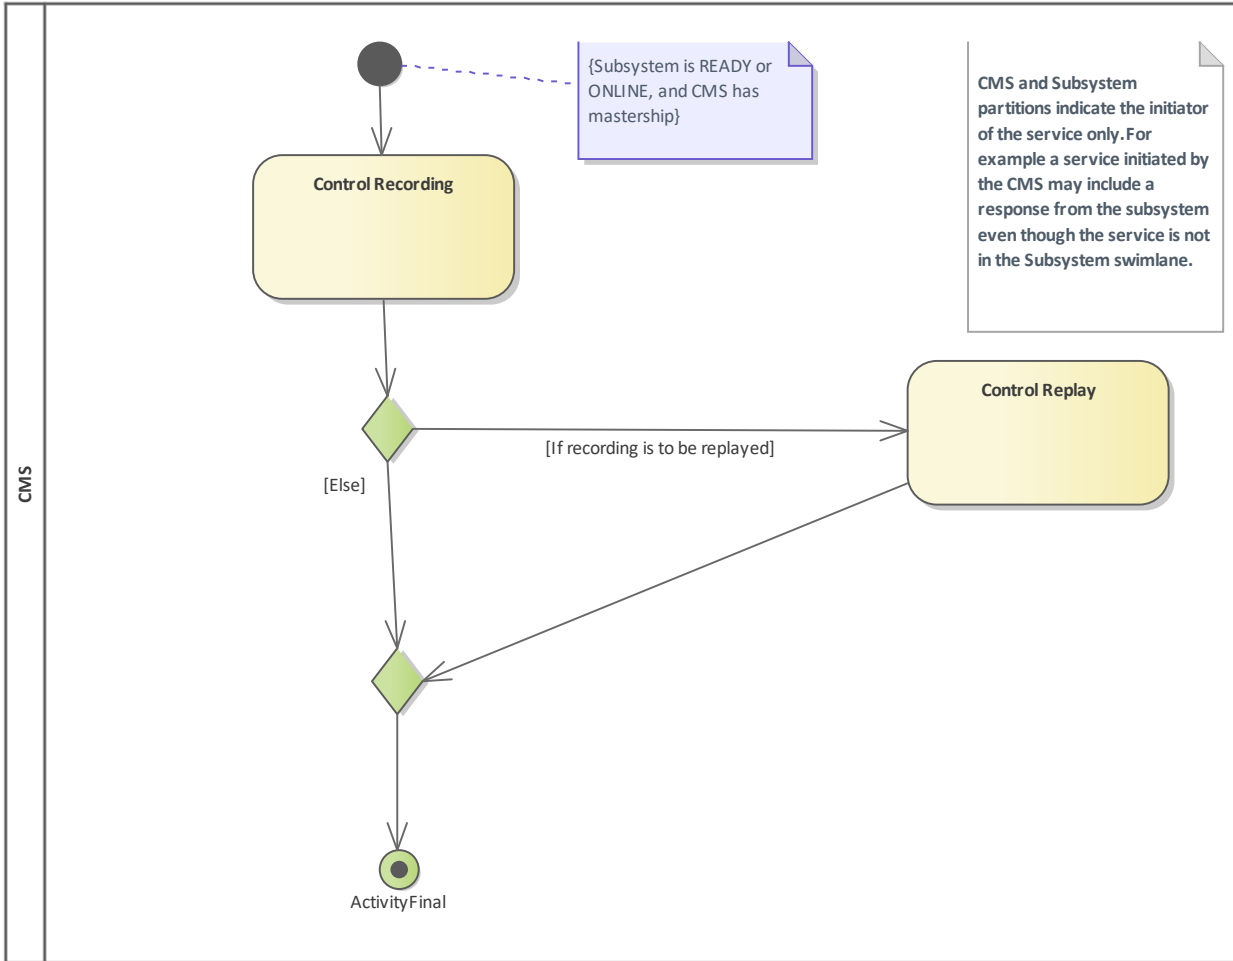 {Subsystem is READY or
ONLINE, and CMS has
mastership}
CMS and Subsystem
partitions indicate the initiator
of the service only. For
example a service initiated by
the CMS may include a
response from the subsystem
even though the service is not
in the Subsystem swimlane.
Control Recording
Control Replay
[If recording is to be replayed]
[Else]
CMS
ActivityFinal